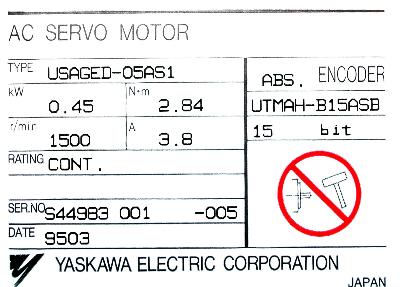 AC SERVO MOTOR
TYPE USAGED-05AS1
kW 0.45 N·m 2.84
r/min 1500 A 3.8
RATING CONT.
SER.NO S44983 001 -005
DATE 9503
ABS. ENCODER
UTMAH-B15ASB
15 bit
YASKAWA ELECTRIC CORPORATION
JAPAN